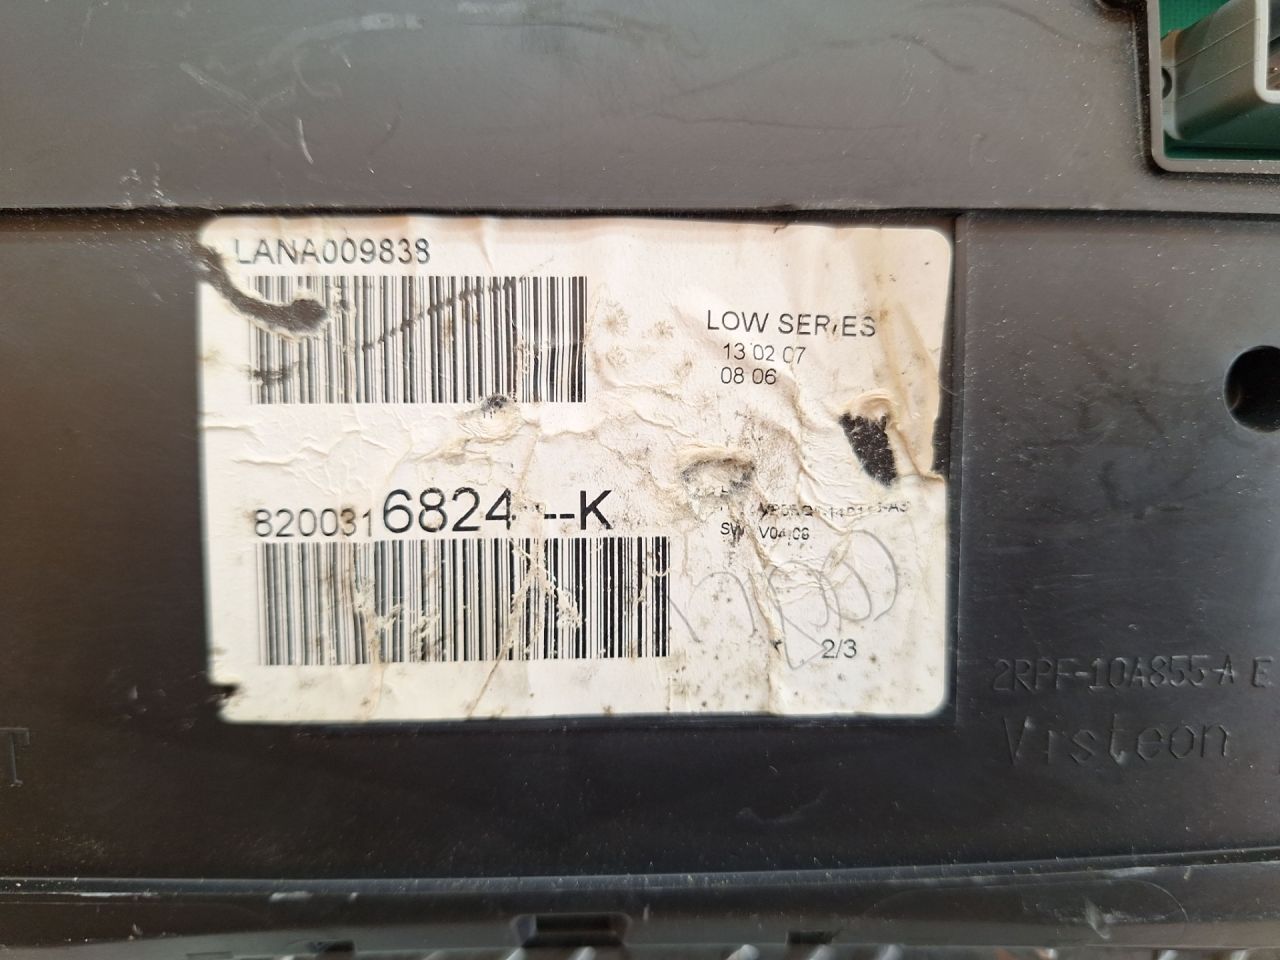 LANA009838
LOW SERIES
13 02 07
08 06
8200316824 --K
SW V04.06
2/3
2RPF-10A855-A E
Visteon
T